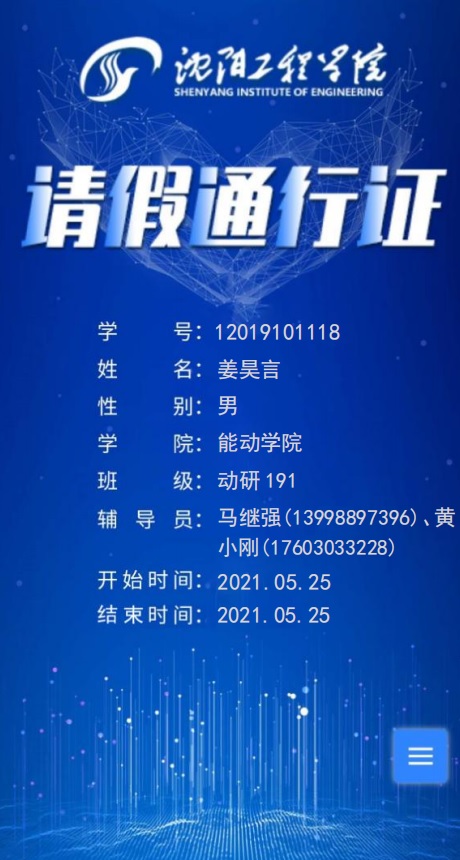 沈阳工程学院
SHENYANG INSTITUTE OF ENGINEERING
请假通行证
学 号：12019101118
姓 名：姜昊言
性 别：男
学 院：能动学院
班 级：动研191
辅 导 员：马继强(13998897396)、黄
小刚(17603033228)
开始时间：2021.05.25
结束时间：2021.05.25